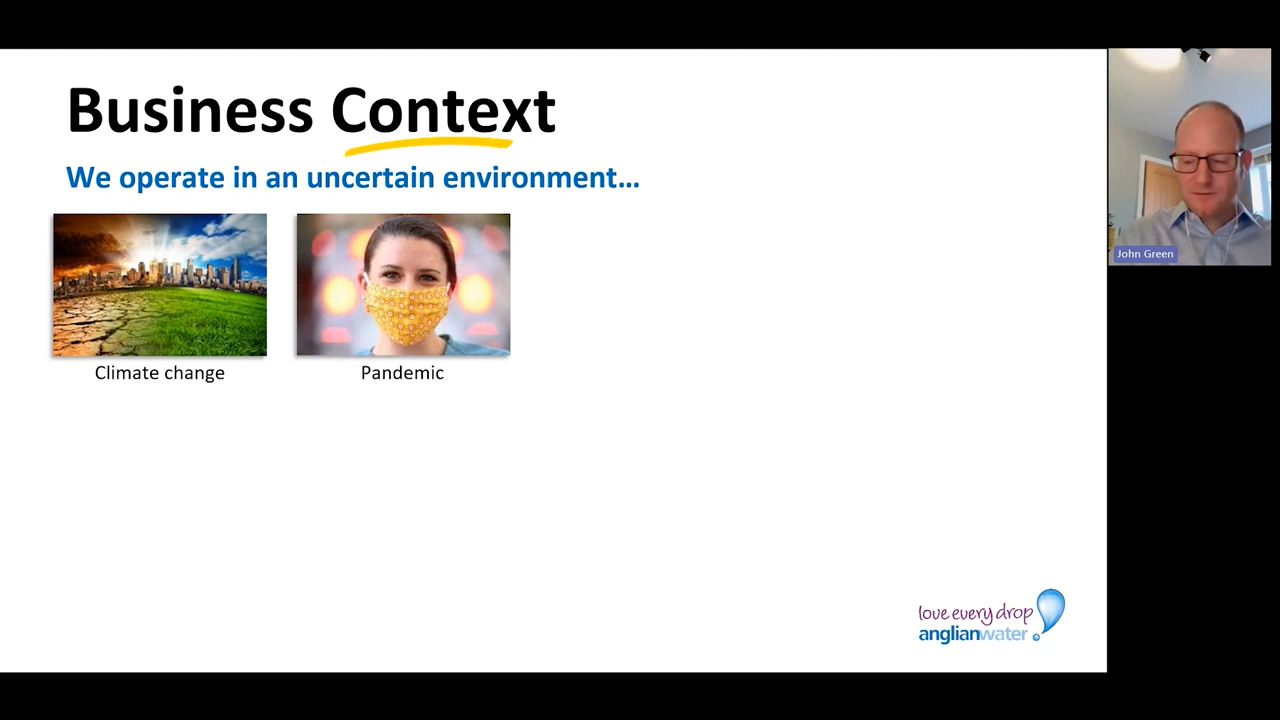 Business Context
We operate in an uncertain environment…
Climate change
Pandemic
John Green
love every drop
anglianwater